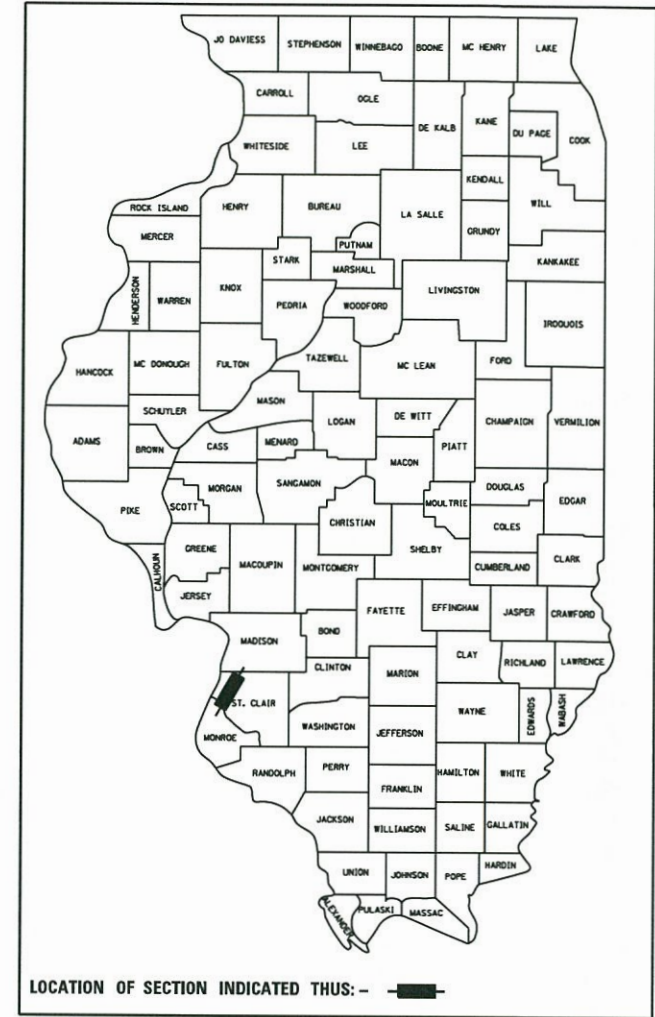 JO DAVIESS STEPHENSON WINNEBAGO BOONE MC HENRY LAKE
CARROLL OGLE DE KALB KANE DU PAGE COOK
WHITESIDE LEE KENDALL WILL
ROCK ISLAND HENRY BUREAU LA SALLE GRUNDY
MERCER PUTNAM KANKAKEE
HENDERSON WARREN KNOX STARK MARSHALL LIVINGSTON IROQUOIS
PEORIA WOODFORD
HANCOCK MC DONOUGH FULTON TAZEWELL MC LEAN FORD
SCHUYLER MASON LOGAN DE WITT CHAMPAIGN VERMILION
ADAMS BROWN CASS MENARD MACON PIATT
PIKE SCOTT MORGAN SANGAMON MOULTRIE DOUGLAS EDGAR
CHRISTIAN COLES
CALHOUN GREENE MACOUPIN MONTGOMERY SHELBY CUMBERLAND CLARK
JERSEY FAYETTE EFFINGHAM JASPER CRAWFORD
MADISON BOND CLAY RICHLAND LAWRENCE
CLINTON MARION
ST. CLAIR WAYNE EDWARDS WABASH
MONROE WASHINGTON JEFFERSON
RANDOLPH PERRY HAMILTON WHITE
FRANKLIN
JACKSON WILLIAMSON SALINE GALLATIN
UNION JOHNSON POPE HARDIN
ALEXANDER PULASKI MASSAC
LOCATION OF SECTION INDICATED THUS: -